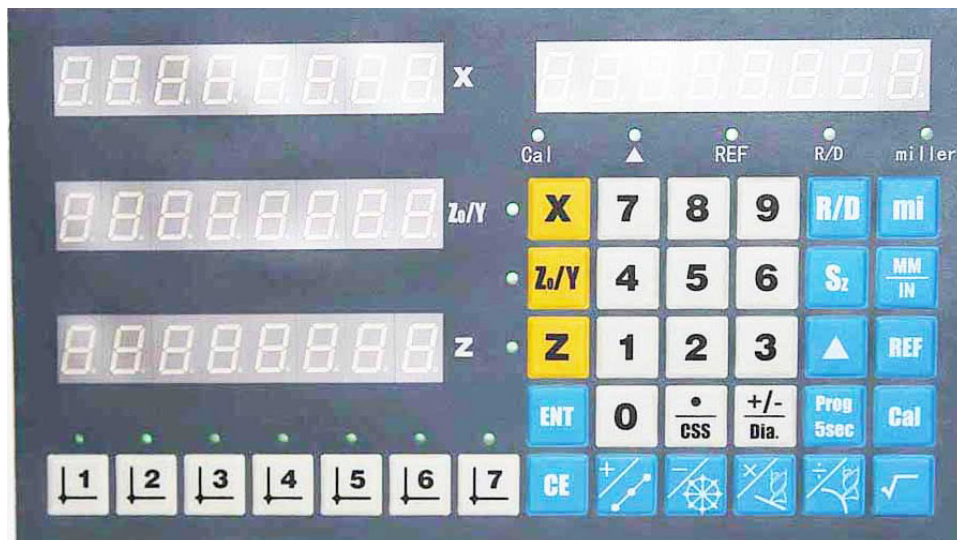 X
Cal ▲ REF R/D miller
Z₀/Y X 7 8 9 R/D mi
Z₀/Y 4 5 6 Sz MM/IN
Z Z 1 2 3 ▲ REF
ENT 0 •/CSS +/-/Dia. Prog 5sec Cal
1 2 3 4 5 6 7 CE + - × ÷ √